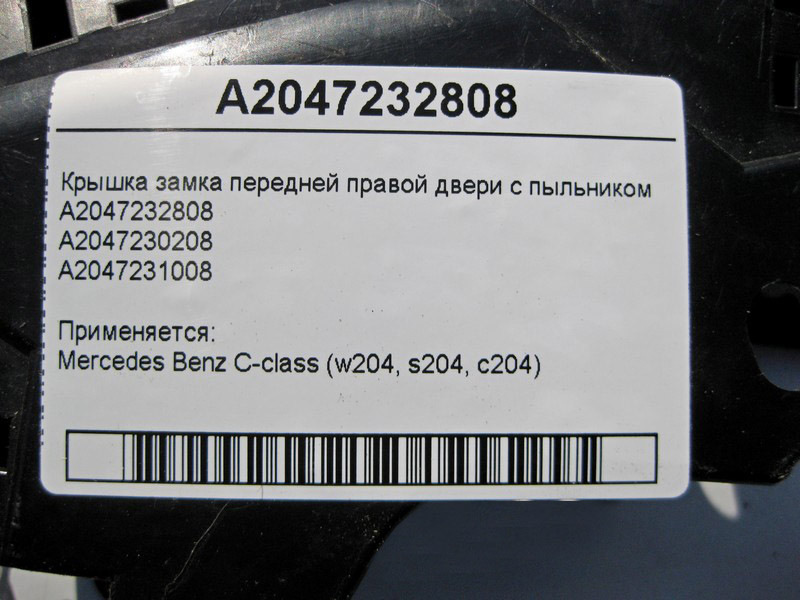 A2047232808
Крышка замка передней правой двери с пыльником
A2047232808
A2047230208
A2047231008
Применяется:
Mercedes Benz C-class (w204, s204, c204)